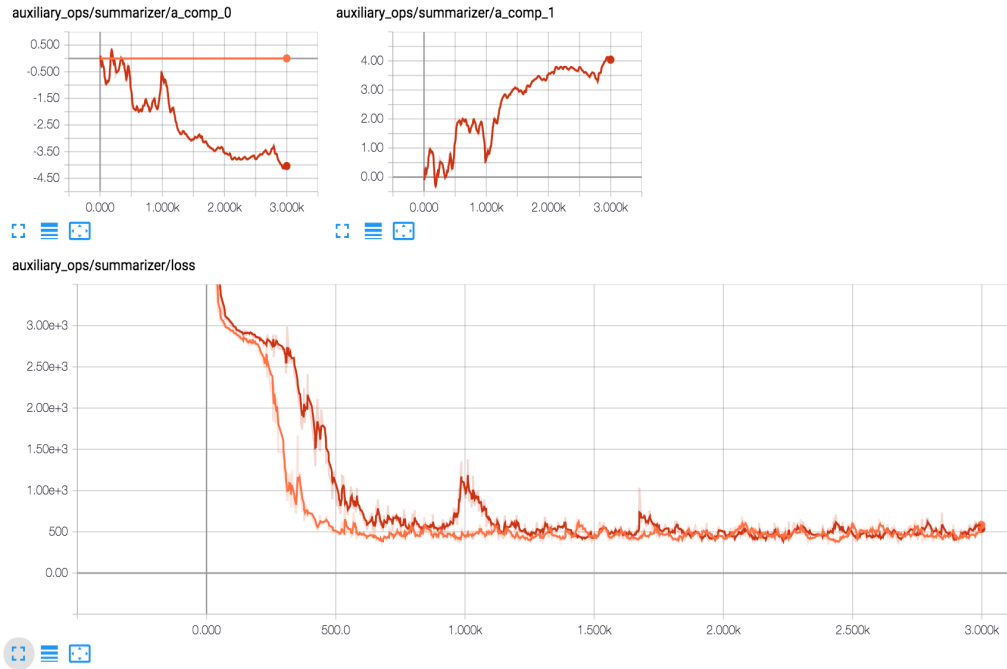 auxiliary_ops/summarizer/a_comp_0
0.500
-0.500
-1.50
-2.50
-3.50
-4.50
0.000 1.000k 2.000k 3.000k
auxiliary_ops/summarizer/a_comp_1
4.00
3.00
2.00
1.00
0.00
0.000 1.000k 2.000k 3.000k
auxiliary_ops/summarizer/loss
3.00e+3
2.50e+3
2.00e+3
1.50e+3
1.00e+3
500
0.00
0.000 500.0 1.000k 1.500k 2.000k 2.500k 3.000k